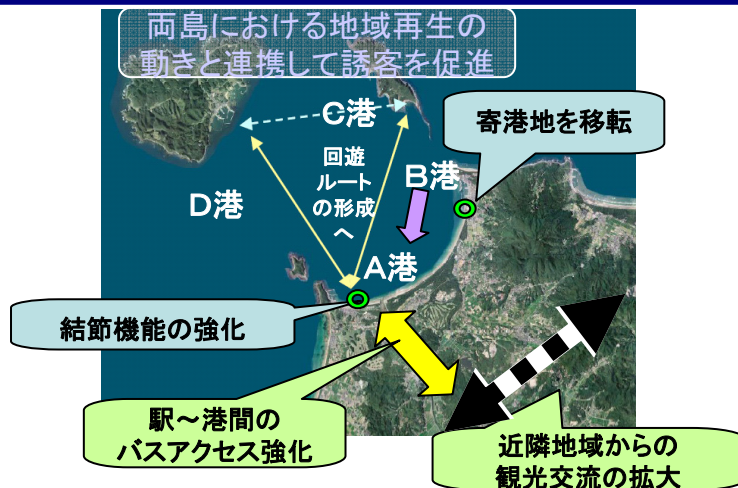 両島における地域再生の
動きと連携して誘客を促進
C港
寄港地を移転
回遊
ルート
の形成
へ
B港
D港
A港
結節機能の強化
駅～港間の
バスアクセス強化
近隣地域からの
観光交流の拡大